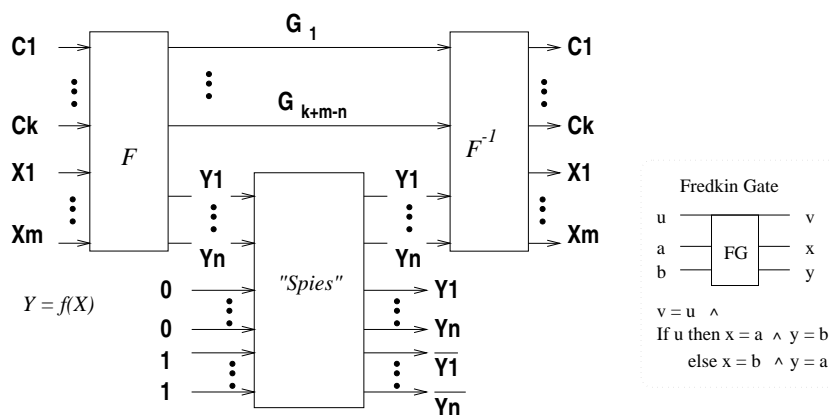 C1 G 1 C1
Ck G k+m-n Ck
F F-1
X1 Y1 Y1 X1
Xm Yn Yn Xm
"Spies"
Y = f(X)
0 Y1
0 Yn
1 Y1
1 Yn
Fredkin Gate
u v
a FG x
b y
v = u ^
If u then x = a ^ y = b
else x = b ^ y = a